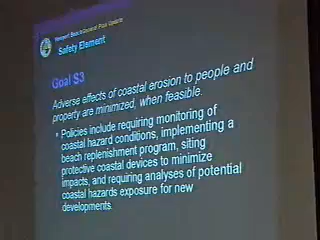 Newport Beach General Plan Update
Safety Element
Goal S3
Adverse effects of coastal erosion to people and
property are minimized, when feasible.
• Policies include requiring monitoring of
coastal hazard conditions, implementing a
beach replenishment program, siting
protective coastal devices to minimize
impacts, and requiring analyses of potential
coastal hazards exposure for new
developments